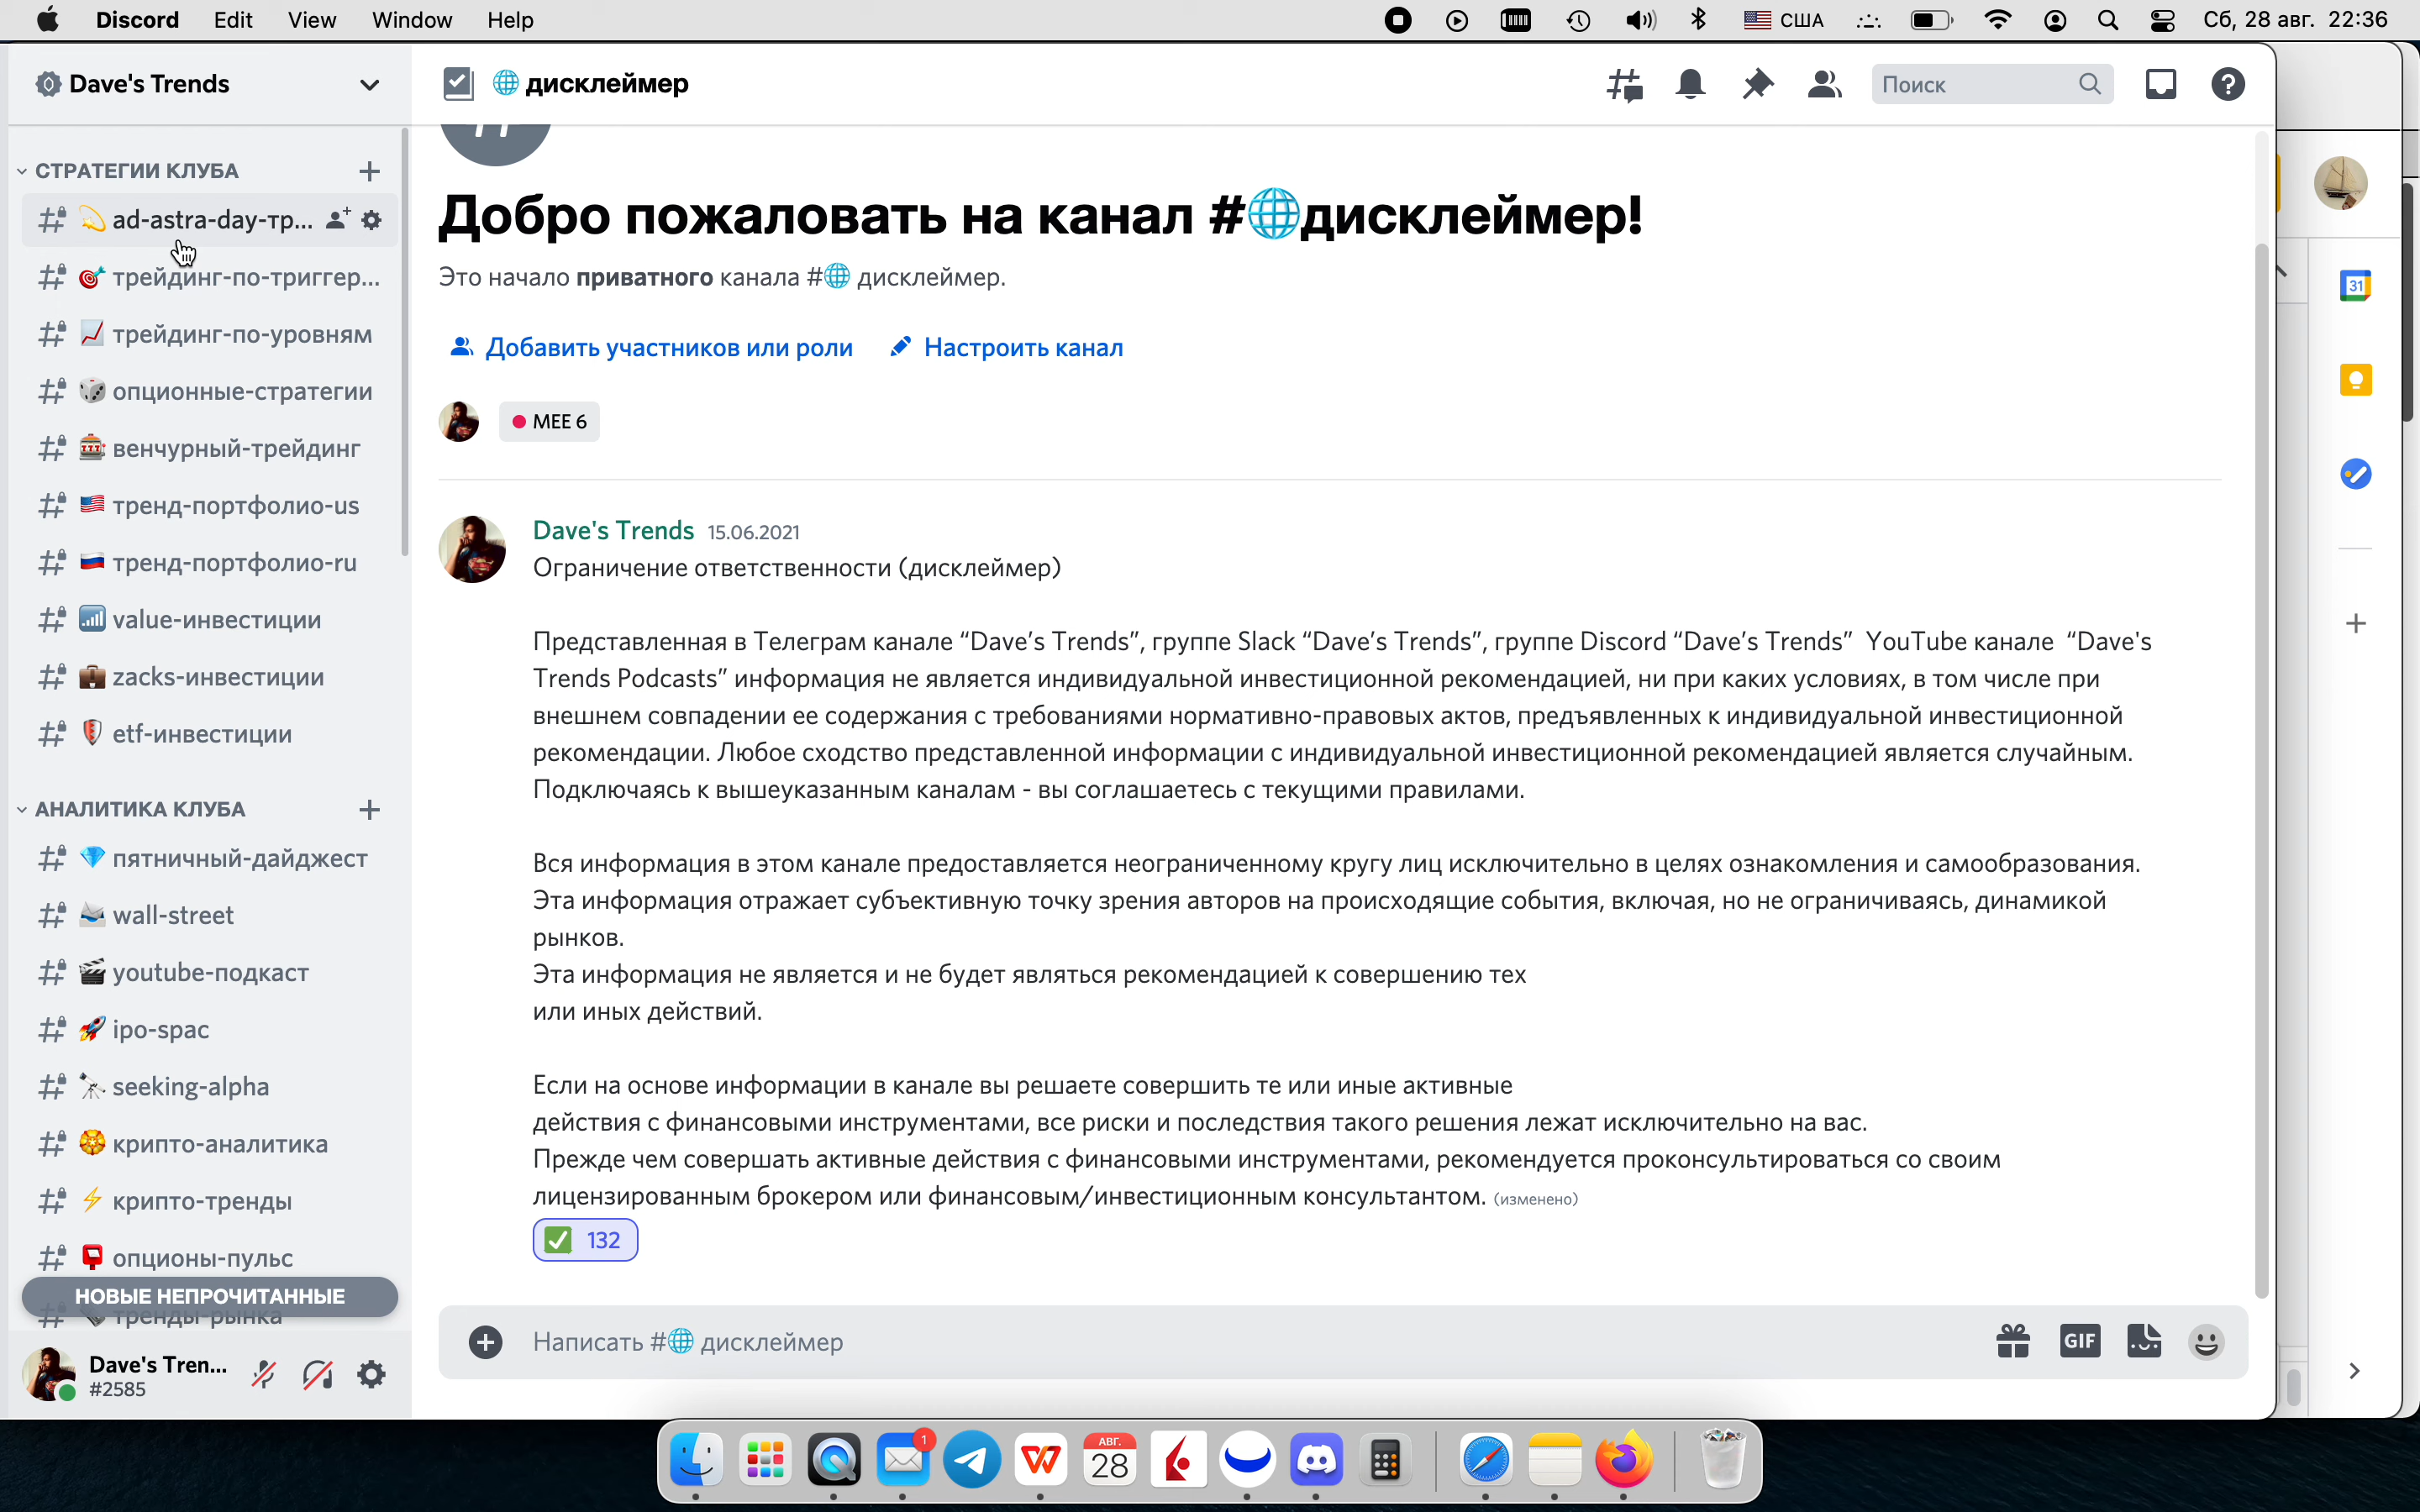 Discord Edit View Window Help США Сб, 28 авг. 22:36
Dave's Trends
СТРАТЕГИИ КЛУБА
ad-astra-day-тр...
трейдинг-по-триггер...
трейдинг-по-уровням
опционные-стратегии
венчурный-трейдинг
тренд-портфолио-us
тренд-портфолио-ru
value-инвестиции
zacks-инвестиции
etf-инвестиции
АНАЛИТИКА КЛУБА
пятничный-дайджест
wall-street
youtube-подкаст
ipo-spac
seeking-alpha
крипто-аналитика
крипто-тренды
опционы-пульс
НОВЫЕ НЕПРОЧИТАННЫЕ
тренды-рынка
Dave's Tren...
#2585
дисклеймер
Поиск
Добро пожаловать на канал #🌐дисклеймер!
Это начало приватного канала #🌐 дисклеймер.
Добавить участников или роли Настроить канал
MEE 6
Dave's Trends 15.06.2021
Ограничение ответственности (дисклеймер)
Представленная в Телеграм канале “Dave’s Trends”, группе Slack “Dave’s Trends”, группе Discord “Dave’s Trends” YouTube канале “Dave's
Trends Podcasts” информация не является индивидуальной инвестиционной рекомендацией, ни при каких условиях, в том числе при
внешнем совпадении ее содержания с требованиями нормативно-правовых актов, предъявленных к индивидуальной инвестиционной
рекомендации. Любое сходство представленной информации с индивидуальной инвестиционной рекомендацией является случайным.
Подключаясь к вышеуказанным каналам - вы соглашаетесь с текущими правилами.
Вся информация в этом канале предоставляется неограниченному кругу лиц исключительно в целях ознакомления и самообразования.
Эта информация отражает субъективную точку зрения авторов на происходящие события, включая, но не ограничиваясь, динамикой
рынков.
Эта информация не является и не будет являться рекомендацией к совершению тех
или иных действий.
Если на основе информации в канале вы решаете совершить те или иные активные
действия с финансовыми инструментами, все риски и последствия такого решения лежат исключительно на вас.
Прежде чем совершать активные действия с финансовыми инструментами, рекомендуется проконсультироваться со своим
лицензированным брокером или финансовым/инвестиционным консультантом. (изменено)
132
Написать #🌐 дисклеймер
GIF
31
1
АВГ.
28